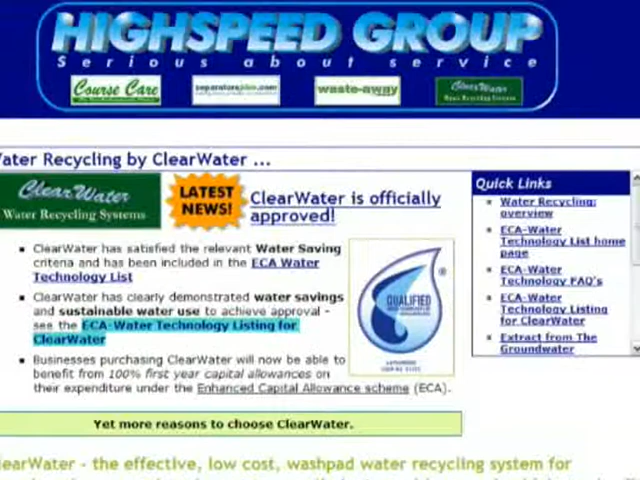 HIGHSPEED GROUP
Serious about service
Course Care
waste-away
ClearWater
Water Recycling by ClearWater ...
ClearWater
Water Recycling Systems
LATEST
NEWS!
ClearWater is officially
approved!
ClearWater has satisfied the relevant Water Saving
criteria and has been included in the ECA Water
Technology List
ClearWater has clearly demonstrated water savings
and sustainable water use to achieve approval -
see the ECA-Water Technology Listing for
ClearWater
Businesses purchasing ClearWater will now be able to
benefit from 100% first year capital allowances on
their expenditure under the Enhanced Capital Allowance scheme (ECA).
QUALIFIED
Quick Links
Water Recycling:
overview
ECA-Water
Technology List home
page
ECA-Water
Technology FAQ's
ECA-Water
Technology Listing
for ClearWater
Extract from The
Groundwater
Yet more reasons to choose ClearWater.
ClearWater - the effective, low cost, washpad water recycling system for